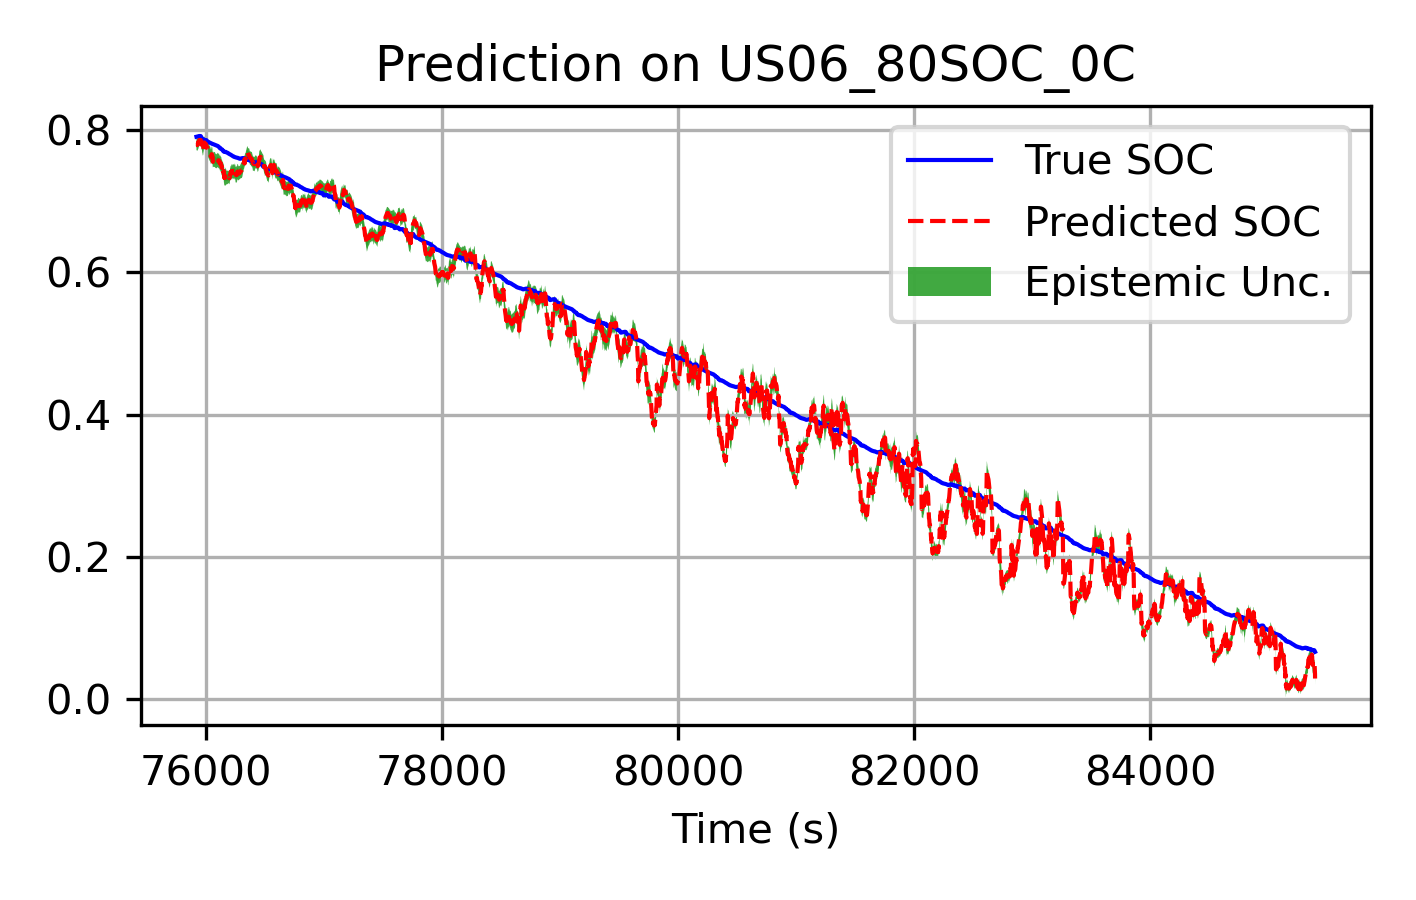 Prediction on US06_80SOC_0C
True SOC
Predicted SOC
Epistemic Unc.
0.8
0.6
0.4
0.2
0.0
76000 78000 80000 82000 84000
Time (s)